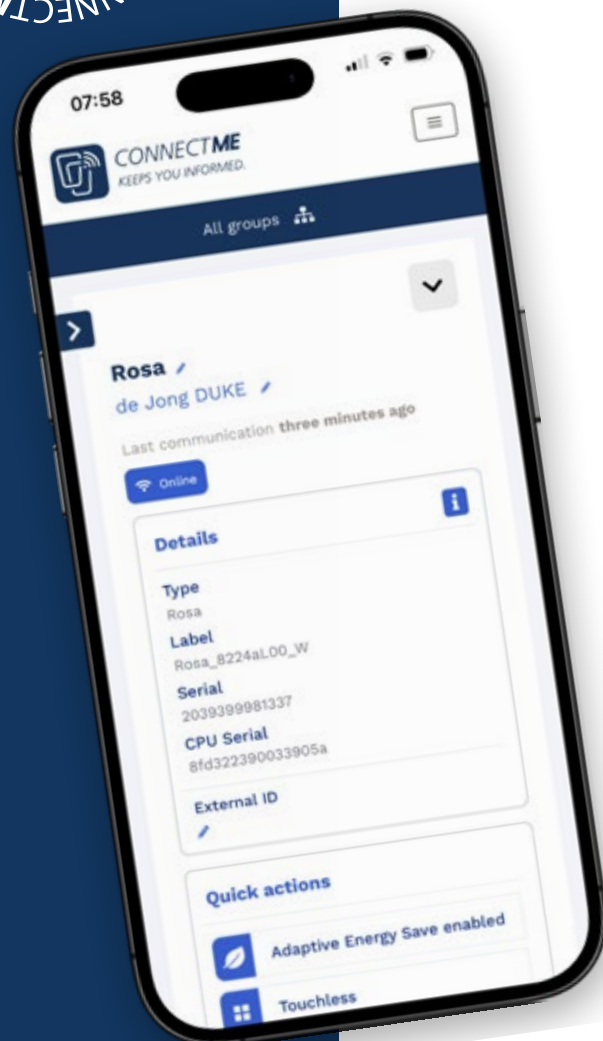 07:58
CONNECTME
KEEPS YOU INFORMED.
All groups
Rosa
de Jong DUKE
Last communication three minutes ago
Online
Details
Type
Rosa
Label
Rosa_8224aL00_W
Serial
2039399981337
CPU Serial
8fd322390033905a
External ID
Quick actions
Adaptive Energy Save enabled
Touchless